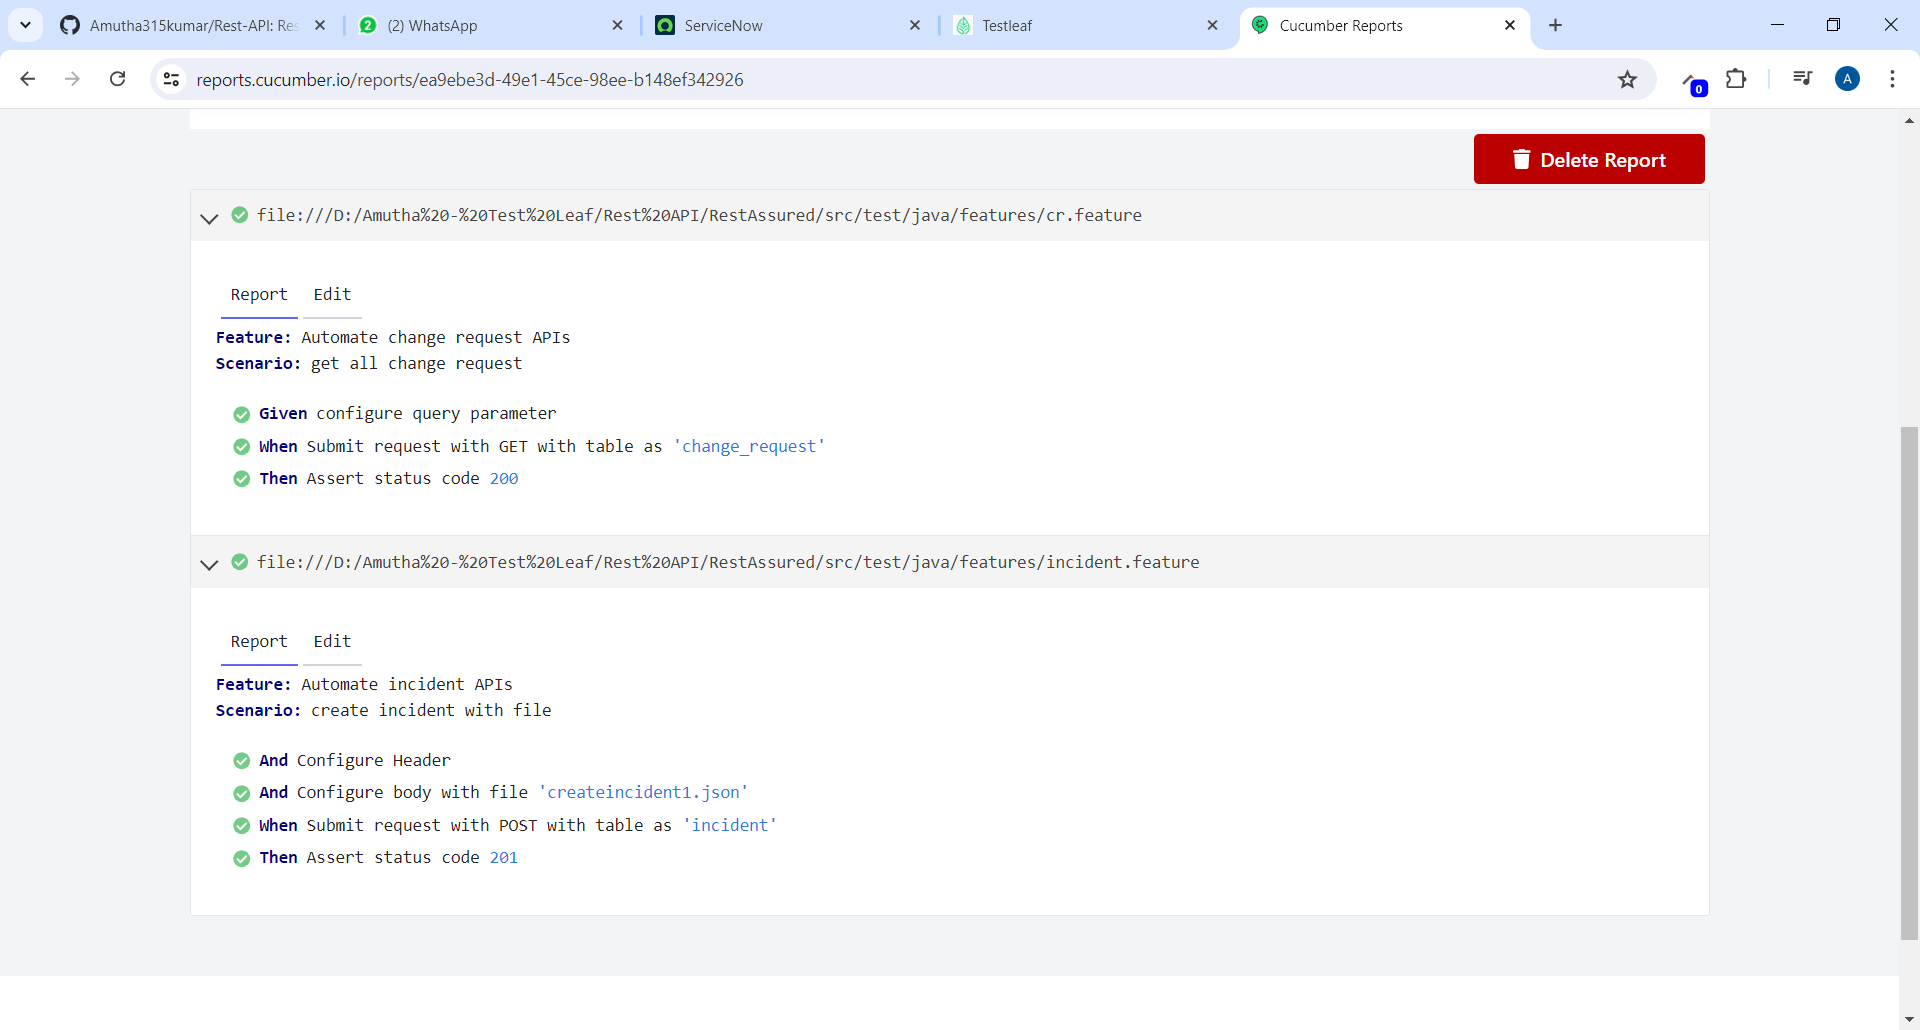 Amutha315kumar/Rest-API: Res
(2) WhatsApp
ServiceNow
Testleaf
Cucumber Reports
reports.cucumber.io/reports/ea9ebe3d-49e1-45ce-98ee-b148ef342926
0
A
Delete Report
file:///D:/Amutha%20-%20Test%20Leaf/Rest%20API/RestAssured/src/test/java/features/cr.feature
Report Edit
Feature: Automate change request APIs
Scenario: get all change request
Given configure query parameter
When Submit request with GET with table as 'change_request'
Then Assert status code 200
file:///D:/Amutha%20-%20Test%20Leaf/Rest%20API/RestAssured/src/test/java/features/incident.feature
Report Edit
Feature: Automate incident APIs
Scenario: create incident with file
And Configure Header
And Configure body with file 'createincident1.json'
When Submit request with POST with table as 'incident'
Then Assert status code 201